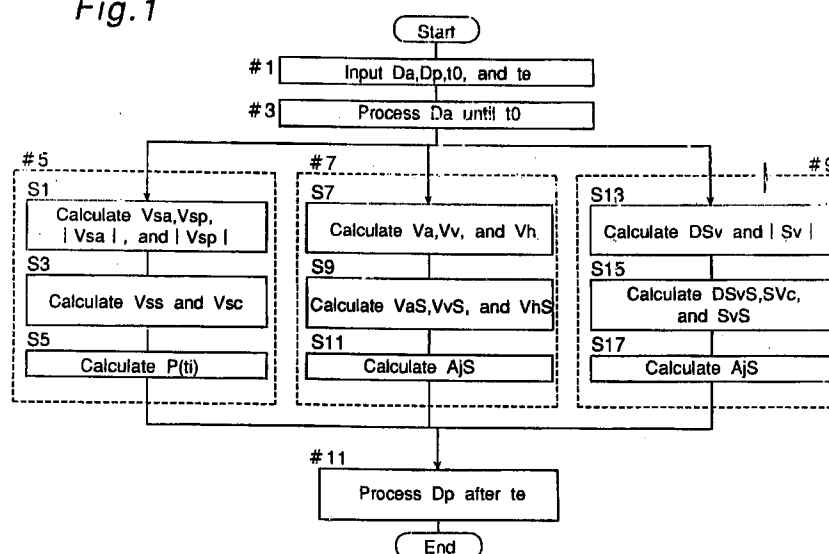 Fig.1
Start
#1
Input Da,Dp,t0, and te
#3
Process Da until t0
#5
S1
Calculate Vsa,Vsp,
|Vsa|, and |Vsp|
S3
Calculate Vss and Vsc
S5
Calculate P(ti)
#7
S7
Calculate Va,Vv, and Vh
S9
Calculate VaS,VvS, and VhS
S11
Calculate AjS
#9
S13
Calculate DSv and |Sv|
S15
Calculate DSvS,SVc,
and SvS
S17
Calculate AjS
#11
Process Dp after te
End